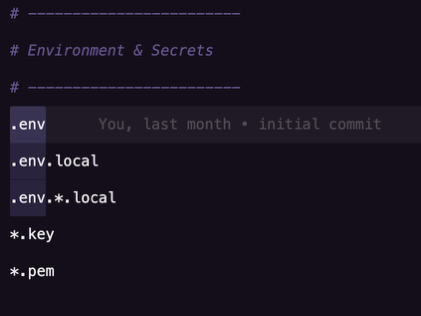 # ------------------------
# Environment & Secrets
# ------------------------
.env You, last month • initial commit
.env.local
.env.*.local
*.key
*.pem